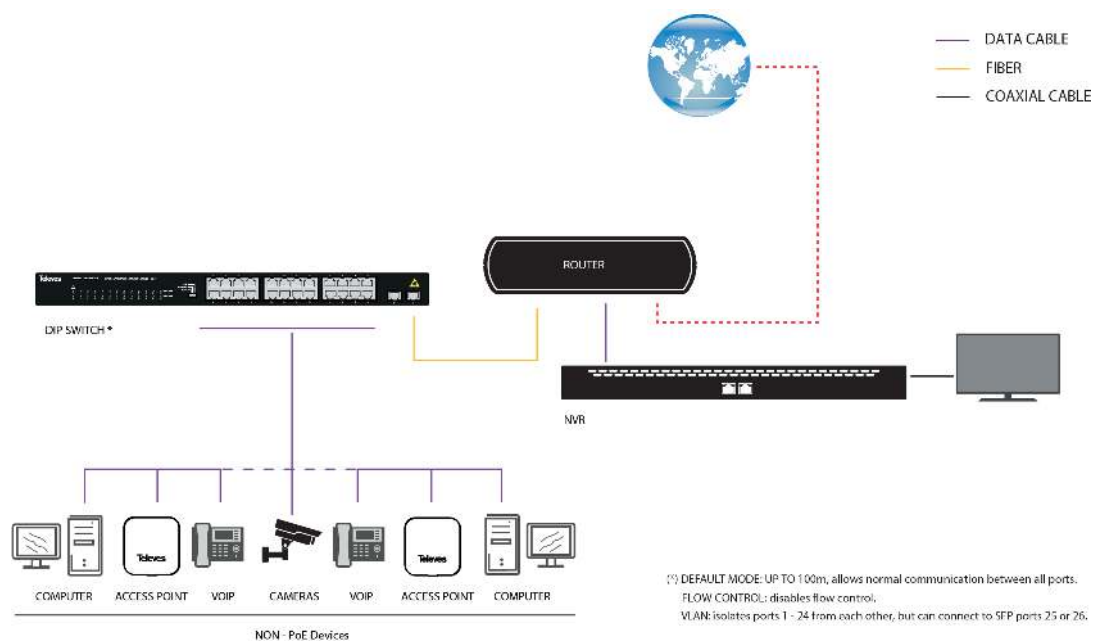 DATA CABLE
FIBER
COAXIAL CABLE
ROUTER
Televes
DIP SWITCH *
NVR
Televes
Televes
COMPUTER ACCESS POINT VOIP CAMERAS VOIP ACCESS POINT COMPUTER
NON - PoE Devices
(*) DEFAULT MODE: UP TO 100m, allows normal communication between all ports.
FLOW CONTROL: disables flow control.
VLAN: isolates ports 1 - 24 from each other, but can connect to SFP ports 25 or 26.